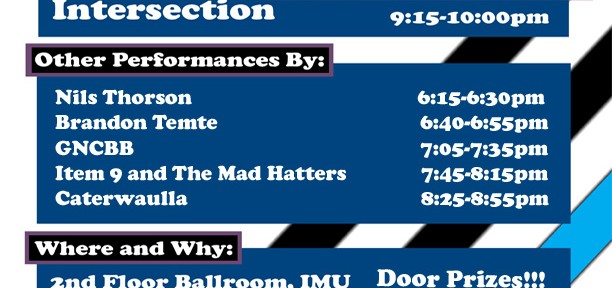 Intersection 9:15-10:00pm
Other Performances By:
Nils Thorson 6:15-6:30pm
Brandon Temte 6:40-6:55pm
GNCBB 7:05-7:35pm
Item 9 and The Mad Hatters 7:45-8:15pm
Caterwaulla 8:25-8:55pm
Where and Why:
2nd Floor Ballroom, IMU Door Prizes!!!